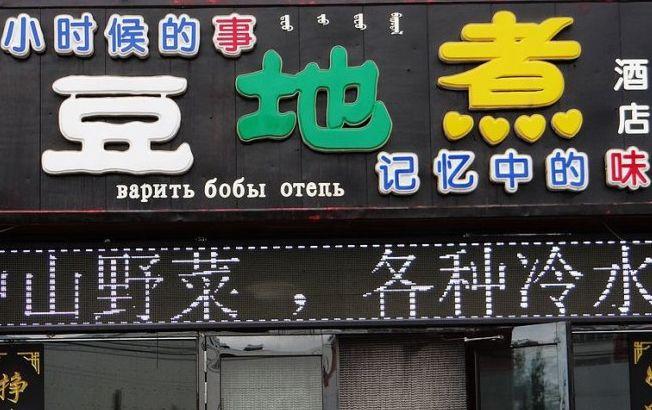 小时候的事
豆地煮
酒店
варить бобы отепь
记忆中的味
山野菜，各种冷水
挣